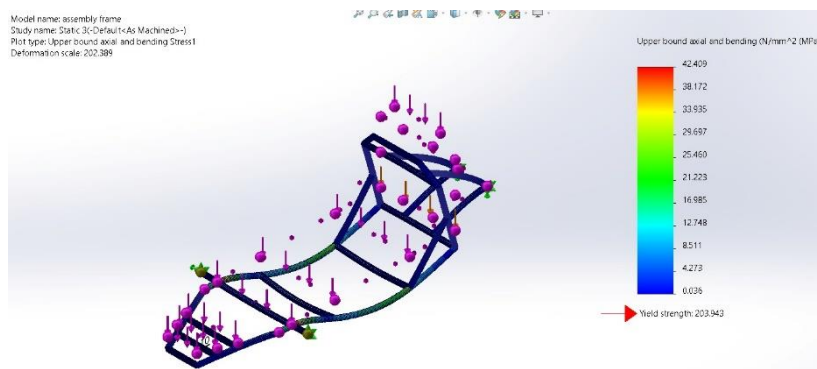 Model name: assembly frame
Study name: Static 3(-Default<As Machined>-)
Plot type: Upper bound axial and bending Stress1
Deformation scale: 202.389
Upper bound axial and bending (N/mm^2 (MPa
42.409
38.172
33.935
29.697
25.460
21.223
16.985
12.748
8.511
4.273
0.036
Yield strength: 203.943